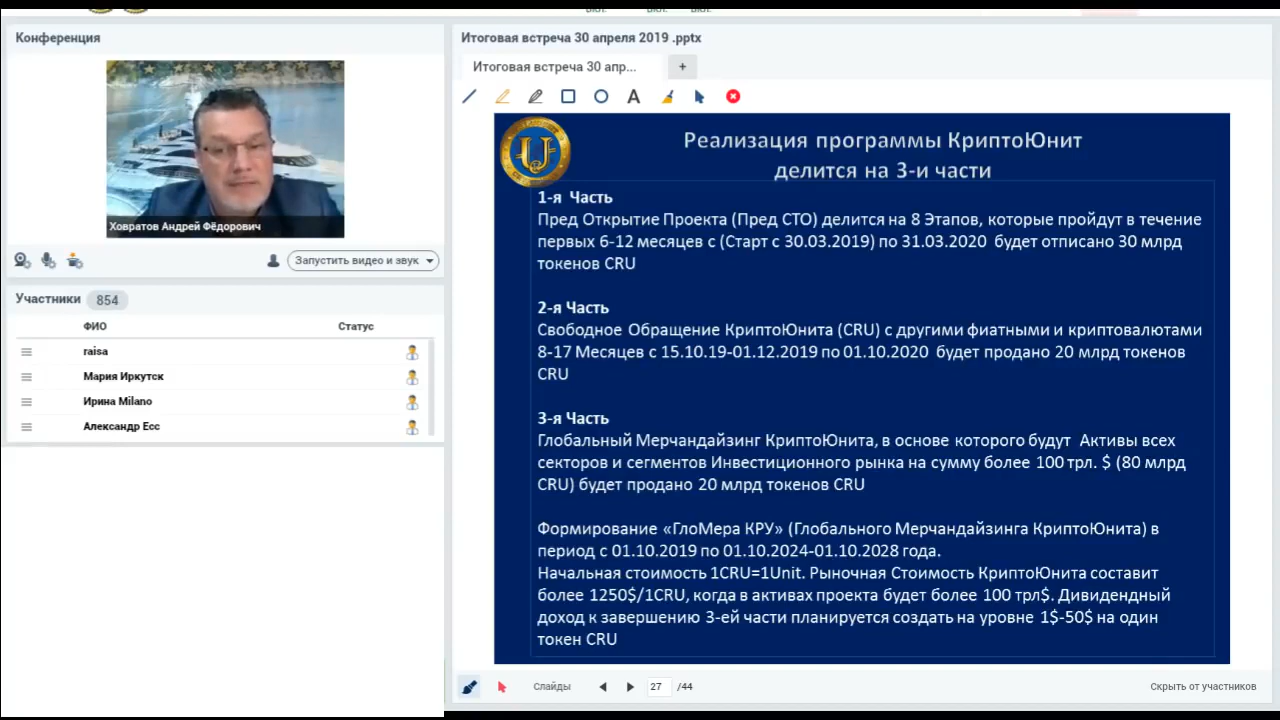 Конференция
Ховратов Андрей Фёдорович
Запустить видео и звук
Участники 854
ФИО Статус
raisa
Мария Иркутск
Ирина Milano
Александр Есс
Итоговая встреча 30 апреля 2019 .pptx
Итоговая встреча 30 апр... +
A
Реализация программы КриптоЮнит
делится на 3-и части
1-я Часть
Пред Открытие Проекта (Пред СТО) делится на 8 Этапов, которые пройдут в течение
первых 6-12 месяцев с (Старт с 30.03.2019) по 31.03.2020 будет отписано 30 млрд
токенов CRU
2-я Часть
Свободное Обращение КриптоЮнита (CRU) с другими фиатными и криптовалютами
8-17 Месяцев с 15.10.19-01.12.2019 по 01.10.2020 будет продано 20 млрд токенов
CRU
3-я Часть
Глобальный Мерчандайзинг КриптоЮнита, в основе которого будут Активы всех
секторов и сегментов Инвестиционного рынка на сумму более 100 трл. $ (80 млрд
CRU) будет продано 20 млрд токенов CRU
Формирование «ГлоМера КРУ» (Глобального Мерчандайзинга КриптоЮнита) в
период с 01.10.2019 по 01.10.2024-01.10.2028 года.
Начальная стоимость 1CRU=1Unit. Рыночная Стоимость КриптоЮнита составит
более 1250$/1CRU, когда в активах проекта будет более 100 трл$. Дивидендный
доход к завершению 3-ей части планируется создать на уровне 1$-50$ на один
токен CRU
Слайды 27 /44 Скрыть от участников